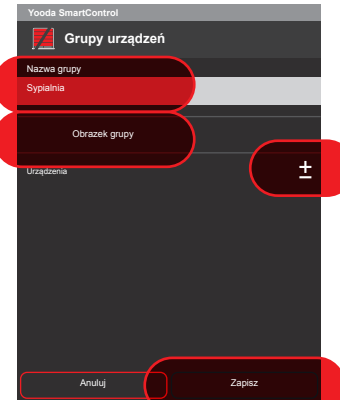 Yooda SmartControl
Grupy urządzeń
Nazwa grupy
Sypialnia
Obrazek grupy
Urządzenia
±
Anuluj
Zapisz